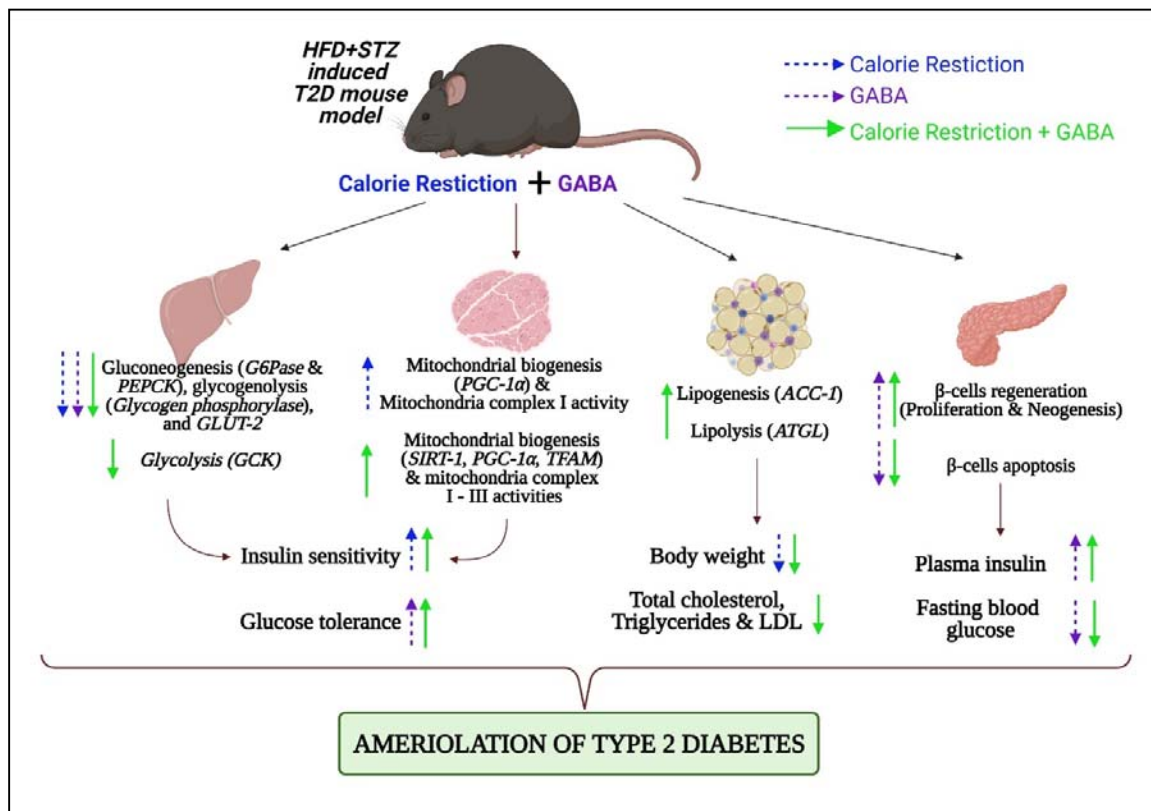 HFD+STZ
induced
T2D mouse
model
Calorie Restiction
GABA
Calorie Restriction + GABA
Calorie Restiction + GABA
Gluconeogenesis (G6Pase &
PEPCK), glycogenolysis
(Glycogen phosphorylase),
and GLUT-2
Glycolysis (GCK)
Mitochondrial biogenesis
(PGC-1α) &
Mitochondria complex I activity
Mitochondrial biogenesis
(SIRT-1, PGC-1α, TFAM)
& mitochondria complex
I - III activities
Lipogenesis (ACC-1)
Lipolysis (ATGL)
β-cells regeneration
(Proliferation & Neogenesis)
β-cells apoptosis
Insulin sensitivity
Glucose tolerance
Body weight
Total cholesterol,
Triglycerides & LDL
Plasma insulin
Fasting blood
glucose
AMERIOLATION OF TYPE 2 DIABETES